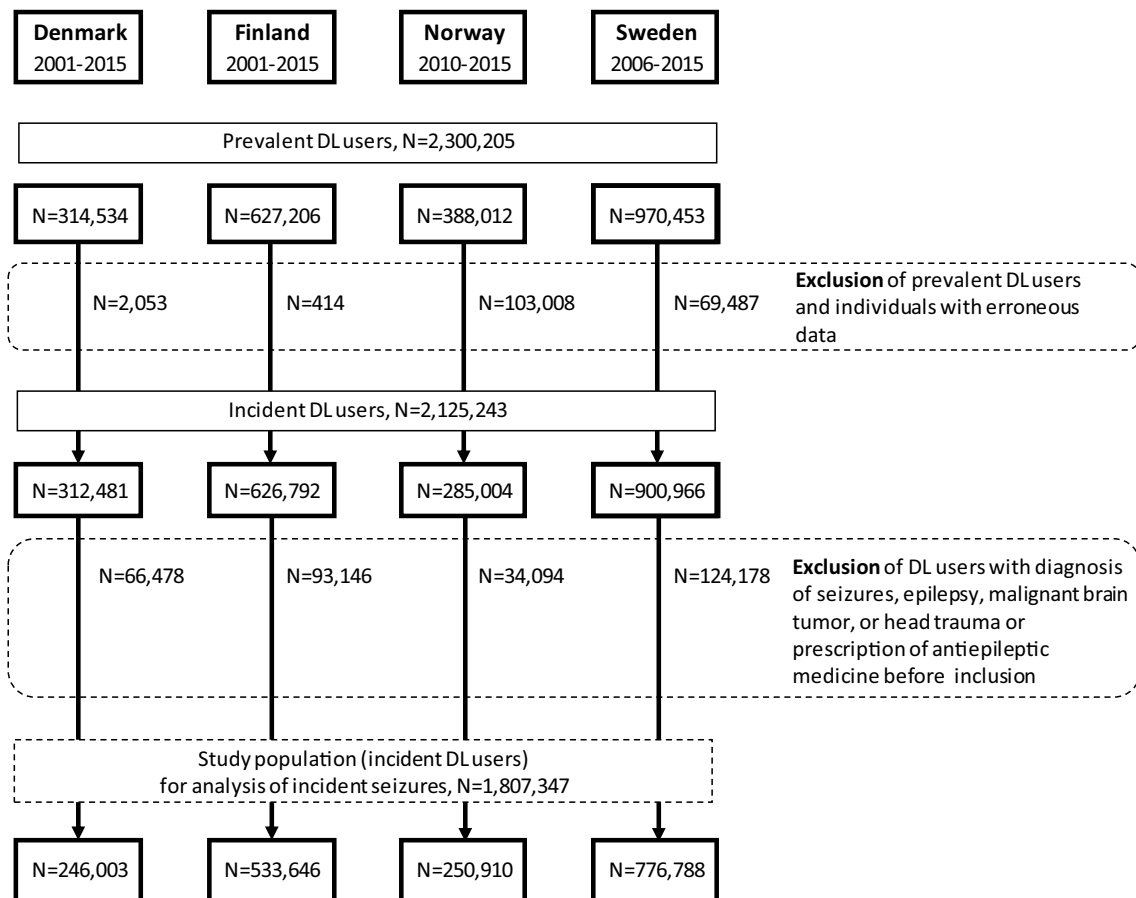 Denmark
2001-2015
Finland
2001-2015
Norway
2010-2015
Sweden
2006-2015
Prevalent DL users, N=2,300,205
N=314,534
N=627,206
N=388,012
N=970,453
N=2,053
N=414
N=103,008
N=69,487
Exclusion of prevalent DL users
and individuals with erroneous
data
Incident DL users, N=2,125,243
N=312,481
N=626,792
N=285,004
N=900,966
N=66,478
N=93,146
N=34,094
N=124,178
Exclusion of DL users with diagnosis
of seizures, epilepsy, malignant brain
tumor, or head trauma or
prescription of antiepileptic
medicine before inclusion
Study population (incident DL users)
for analysis of incident seizures, N=1,807,347
N=246,003
N=533,646
N=250,910
N=776,788